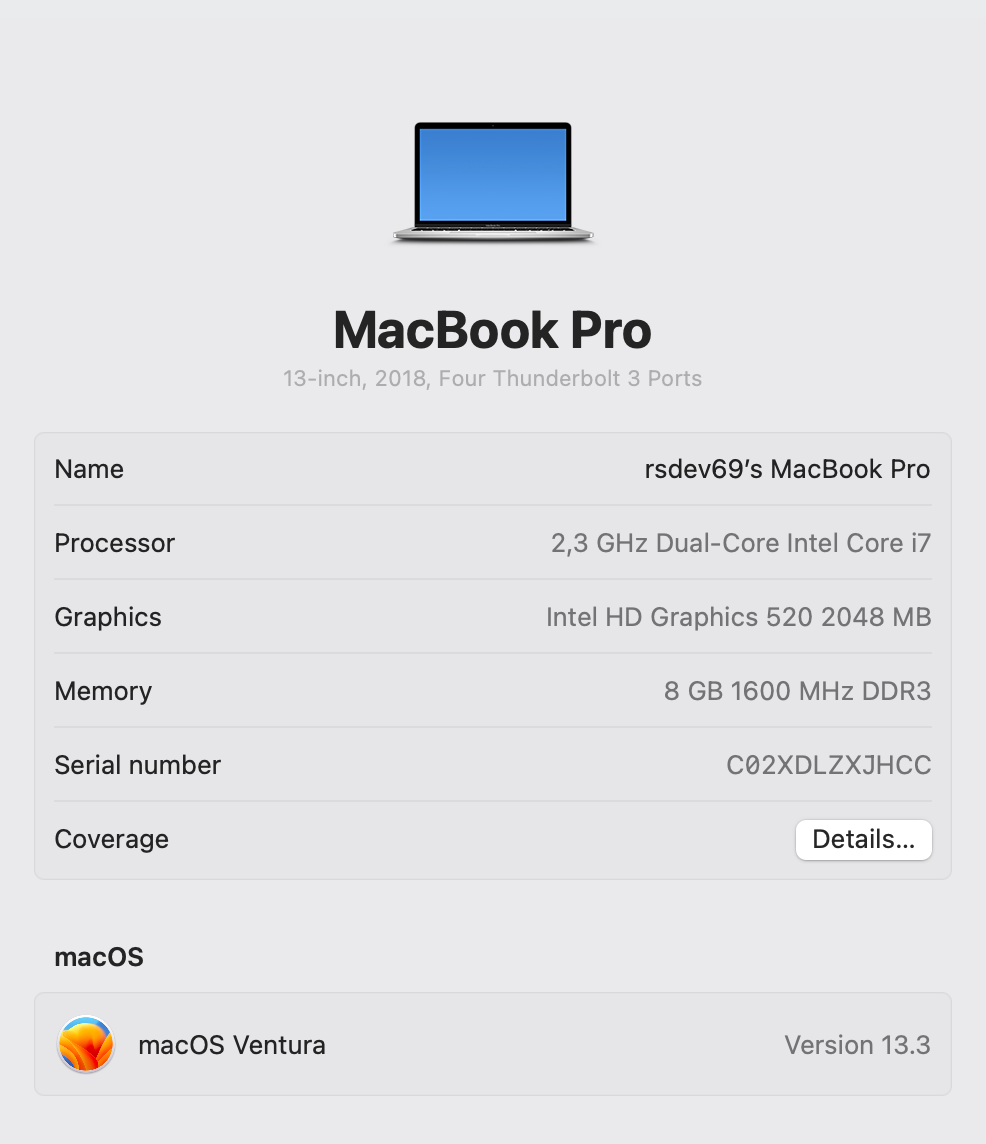 MacBook Pro
13-inch, 2018, Four Thunderbolt 3 Ports
Name rsdev69’s MacBook Pro
Processor 2,3 GHz Dual-Core Intel Core i7
Graphics Intel HD Graphics 520 2048 MB
Memory 8 GB 1600 MHz DDR3
Serial number C02XDLZXJHCC
Coverage Details...
macOS
macOS Ventura Version 13.3